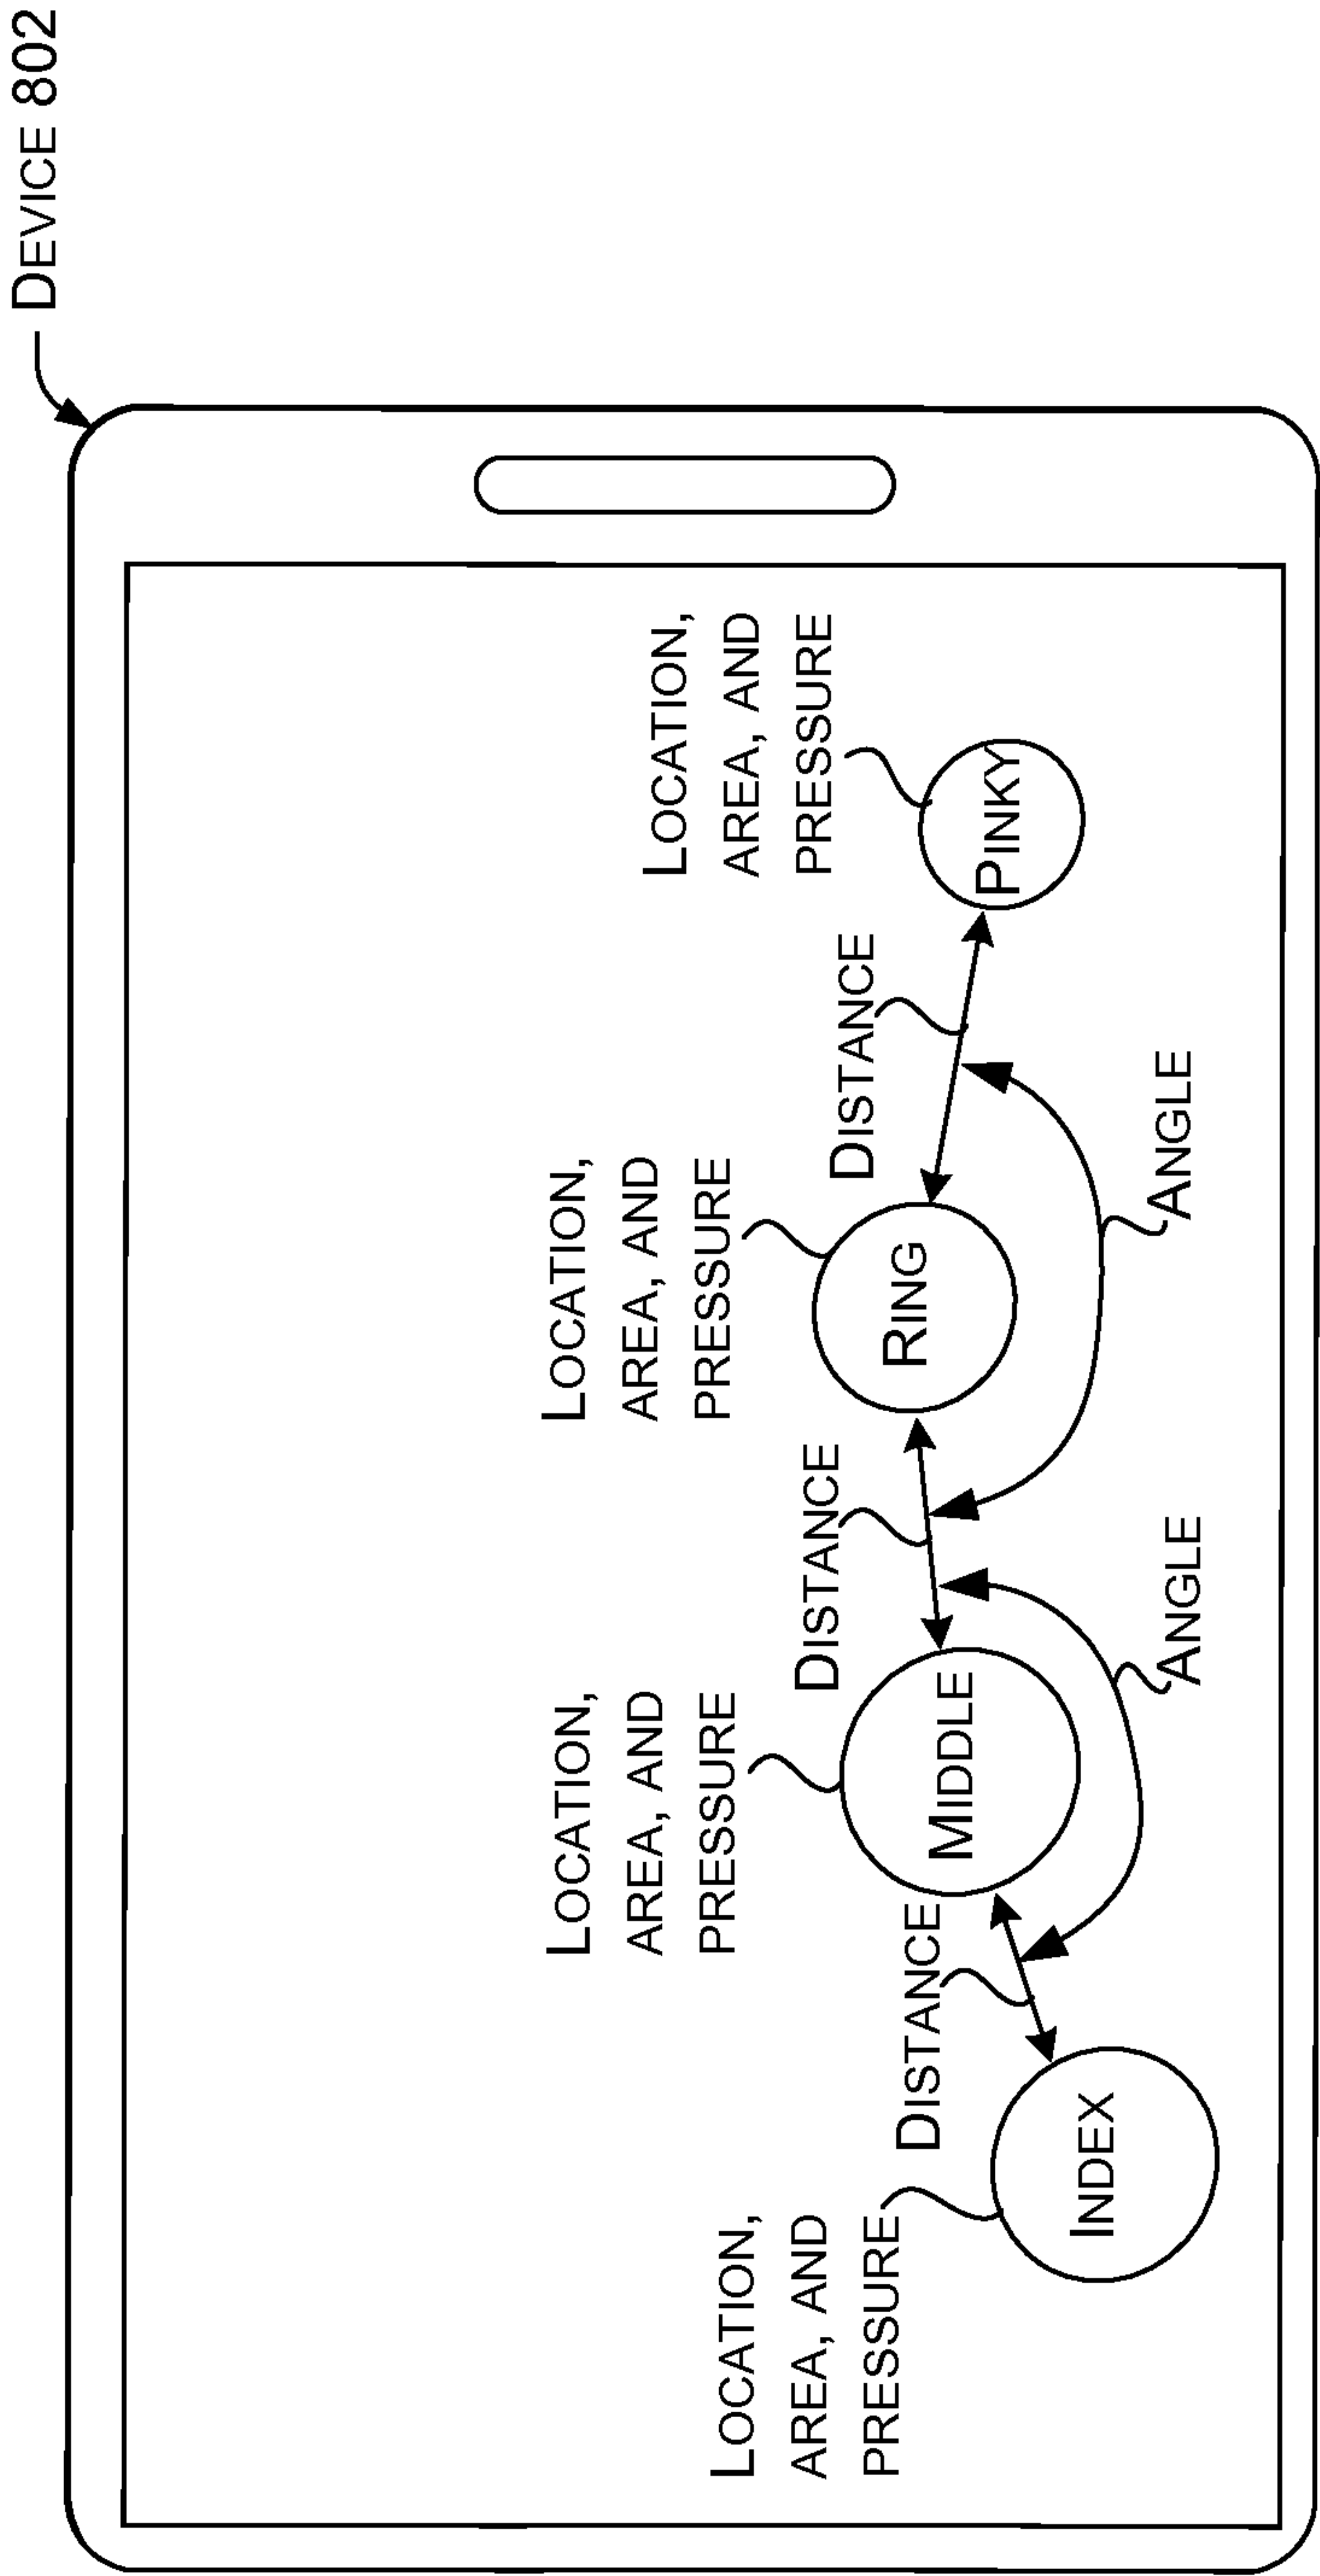 DEVICE 802
LOCATION,
AREA, AND
PRESSURE
INDEX
DISTANCE
LOCATION,
AREA, AND
PRESSURE
MIDDLE
ANGLE
DISTANCE
LOCATION,
AREA, AND
PRESSURE
RING
ANGLE
DISTANCE
LOCATION,
AREA, AND
PRESSURE
PINKY